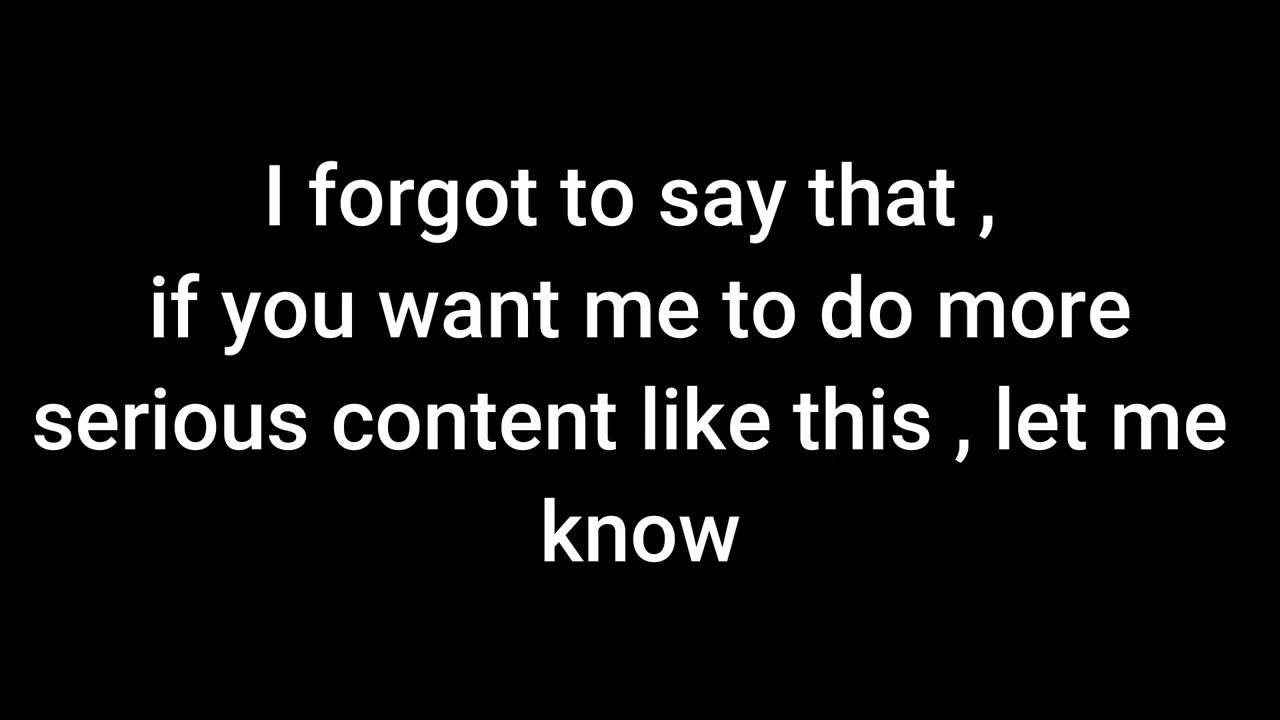 I forgot to say that ,
if you want me to do more
serious content like this , let me
know